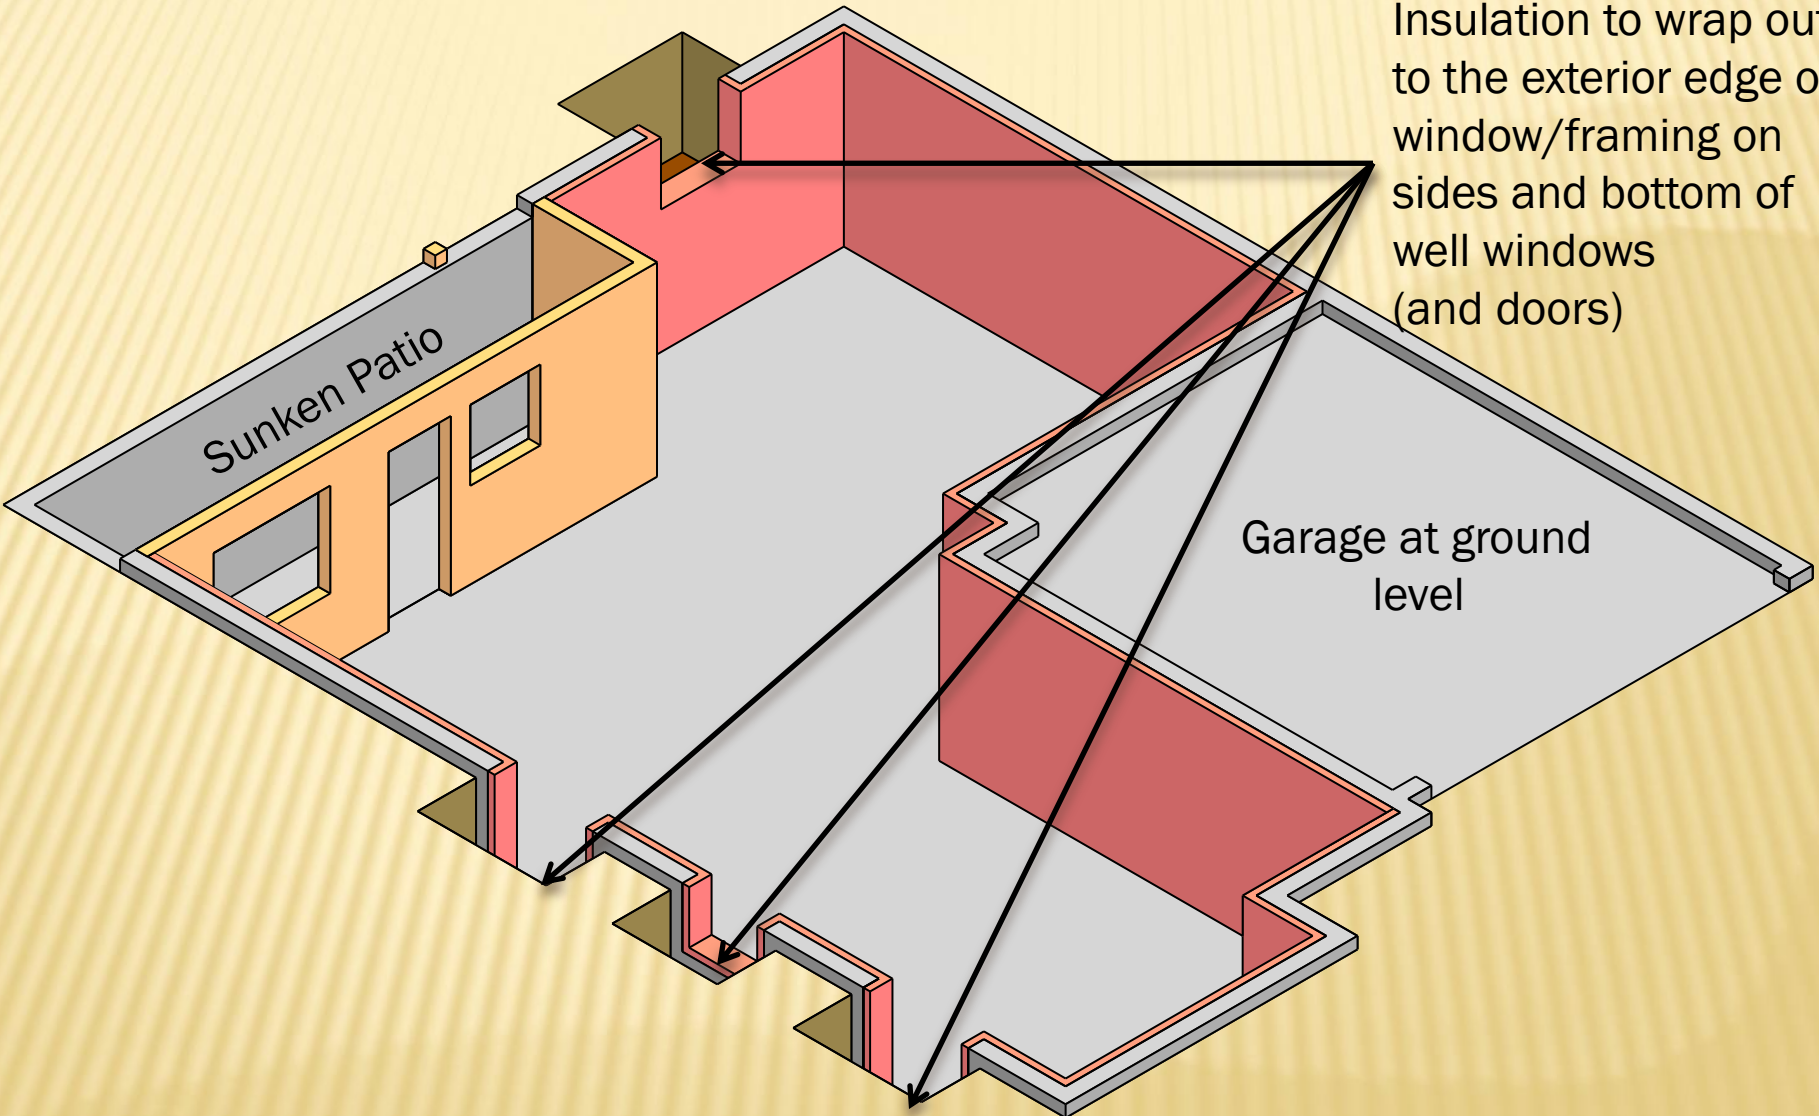 Insulation to wrap out
to the exterior edge o
window/framing on
sides and bottom of
well windows
(and doors)
Sunken Patio
Garage at ground
level